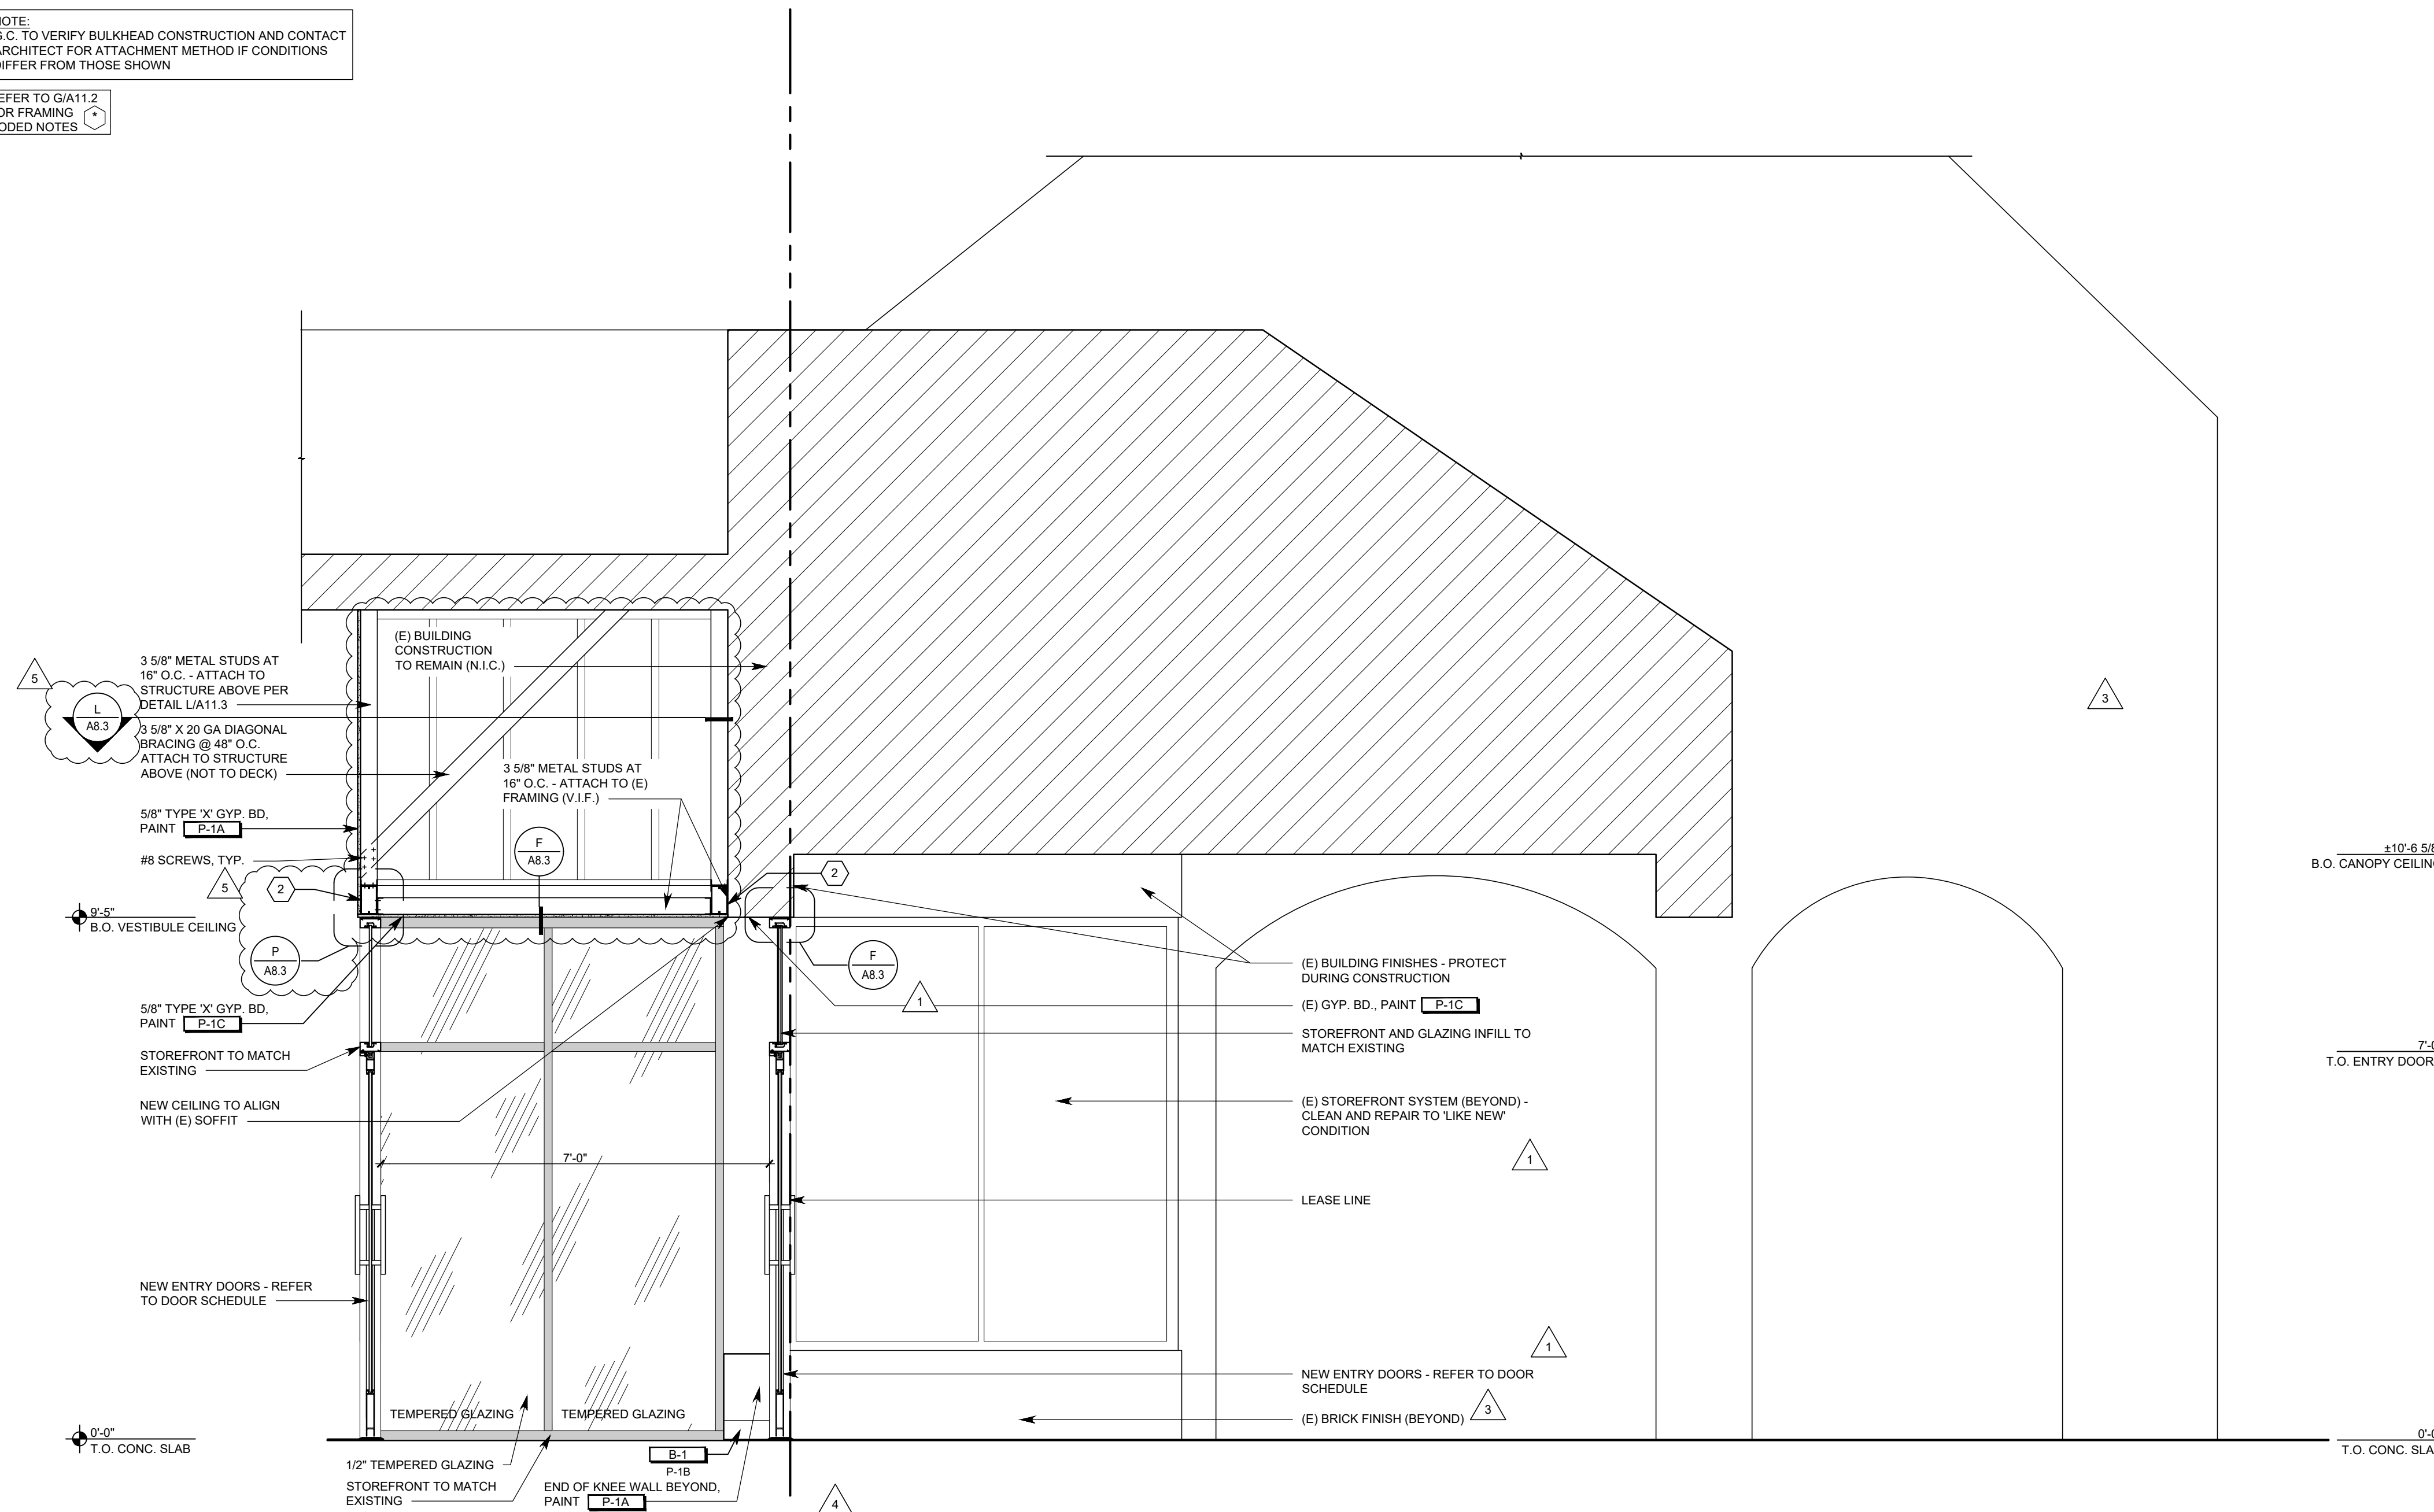 NOTE:
G.C. TO VERIFY BULKHEAD CONSTRUCTION AND CONTACT
ARCHITECT FOR ATTACHMENT METHOD IF CONDITIONS
DIFFER FROM THOSE SHOWN
REFER TO G/A11.2
FOR FRAMING
CODED NOTES
*
(E) BUILDING
CONSTRUCTION
TO REMAIN (N.I.C.)
3 5/8" METAL STUDS AT
16" O.C. - ATTACH TO
STRUCTURE ABOVE PER
DETAIL L/A11.3
5
L
A8.3
3 5/8" X 20 GA DIAGONAL
BRACING @ 48" O.C.
ATTACH TO STRUCTURE
ABOVE (NOT TO DECK)
3 5/8" METAL STUDS AT
16" O.C. - ATTACH TO (E)
FRAMING (V.I.F.)
5/8" TYPE 'X' GYP. BD,
PAINT P-1A
#8 SCREWS, TYP.
F
A8.3
5
2
2
9'-5"
B.O. VESTIBULE CEILING
P
A8.3
F
A8.3
1
5/8" TYPE 'X' GYP. BD,
PAINT P-1C
STOREFRONT TO MATCH
EXISTING
NEW CEILING TO ALIGN
WITH (E) SOFFIT
7'-0"
NEW ENTRY DOORS - REFER
TO DOOR SCHEDULE
TEMPERED GLAZING
TEMPERED GLAZING
0'-0"
T.O. CONC. SLAB
1/2" TEMPERED GLAZING
STOREFRONT TO MATCH
EXISTING
B-1
P-1B
END OF KNEE WALL BEYOND,
PAINT P-1A
4
3
(E) BUILDING FINISHES - PROTECT
DURING CONSTRUCTION
(E) GYP. BD., PAINT P-1C
STOREFRONT AND GLAZING INFILL TO
MATCH EXISTING
(E) STOREFRONT SYSTEM (BEYOND) -
CLEAN AND REPAIR TO 'LIKE NEW'
CONDITION
1
LEASE LINE
1
NEW ENTRY DOORS - REFER TO DOOR
SCHEDULE
(E) BRICK FINISH (BEYOND)
3
±10'-6 5/8
B.O. CANOPY CEILING
7'-0
T.O. ENTRY DOOR
0'-0
T.O. CONC. SLA